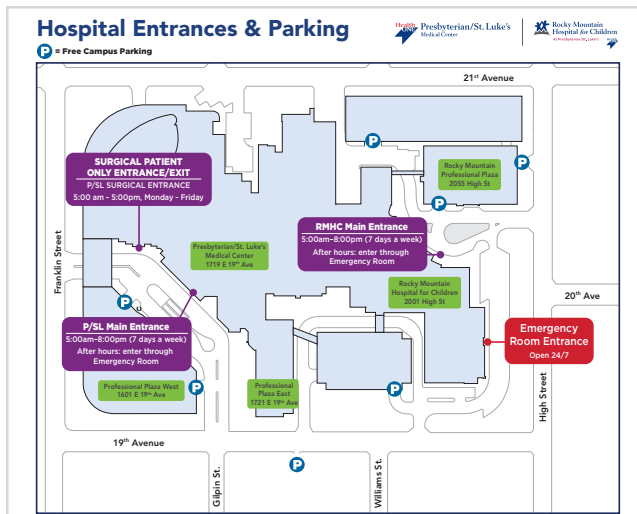 Hospital Entrances & Parking
P = Free Campus Parking
HealthONE
Presbyterian/St. Luke's
Medical Center
Rocky Mountain
Hospital for Children
At Presbyterian/St. Luke's
21st Avenue
P
P
Rocky Mountain
Professional Plaza
2055 High St
P
SURGICAL PATIENT
ONLY ENTRANCE/EXIT
P/SL SURGICAL ENTRANCE
5:00 am - 5:00pm, Monday - Friday
RMHC Main Entrance
5:00am–8:00pm (7 days a week)
After hours: enter through
Emergency Room
Franklin Street
Presbyterian/St. Luke's
Medical Center
1719 E 19th Ave
Rocky Mountain
Hospital for Children
2001 High St
20th Ave
P
P/SL Main Entrance
5:00am–8:00pm (7 days a week)
After hours: enter through
Emergency Room
Emergency
Room Entrance
Open 24/7
Professional Plaza West
1601 E 19th Ave
P
Professional
Plaza East
1721 E 19th Ave
P
High Street
19th Avenue
Gilpin St.
P
Williams St.